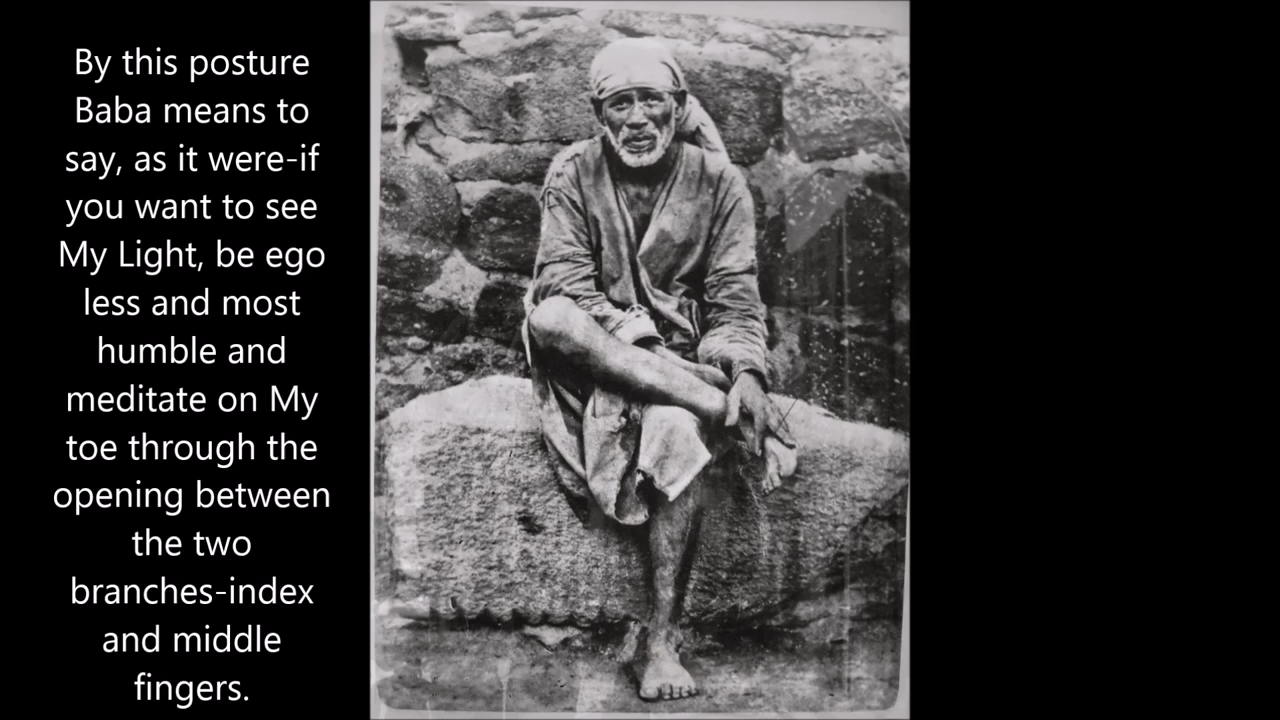 By this posture
Baba means to
say, as it were-if
you want to see
My Light, be ego
less and most
humble and
meditate on My
toe through the
opening between
the two
branches-index
and middle
fingers.